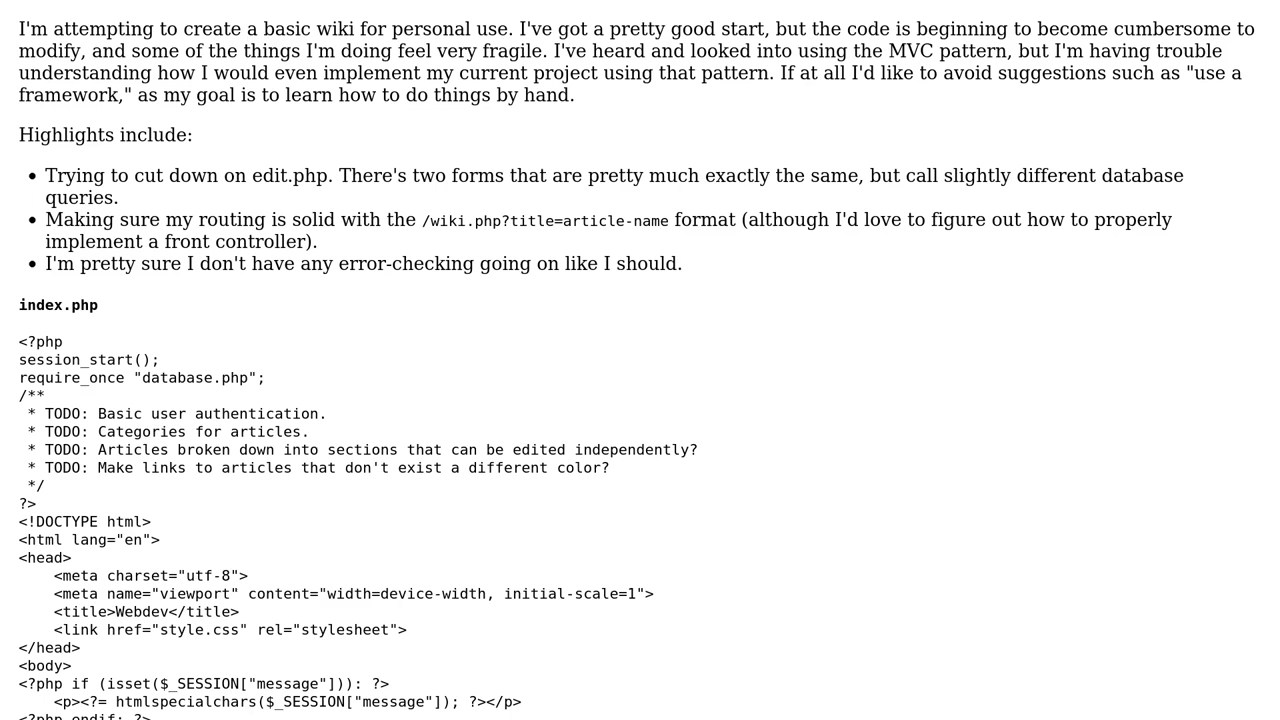 I'm attempting to create a basic wiki for personal use. I've got a pretty good start, but the code is beginning to become cumbersome to
modify, and some of the things I'm doing feel very fragile. I've heard and looked into using the MVC pattern, but I'm having trouble
understanding how I would even implement my current project using that pattern. If at all I'd like to avoid suggestions such as "use a
framework," as my goal is to learn how to do things by hand.
Highlights include:
• Trying to cut down on edit.php. There's two forms that are pretty much exactly the same, but call slightly different database
queries.
• Making sure my routing is solid with the /wiki.php?title=article-name format (although I'd love to figure out how to properly
implement a front controller).
• I'm pretty sure I don't have any error-checking going on like I should.
index.php
<?php
session_start();
require_once "database.php";
/**
 * TODO: Basic user authentication.
 * TODO: Categories for articles.
 * TODO: Articles broken down into sections that can be edited independently?
 * TODO: Make links to articles that don't exist a different color?
 */
?>
<!DOCTYPE html>
<html lang="en">
<head>
    <meta charset="utf-8">
    <meta name="viewport" content="width=device-width, initial-scale=1">
    <title>Webdev</title>
    <link href="style.css" rel="stylesheet">
</head>
<body>
<?php if (isset($_SESSION["message"])): ?>
    <p><?= htmlspecialchars($_SESSION["message"]); ?></p>
<?php endif; ?>